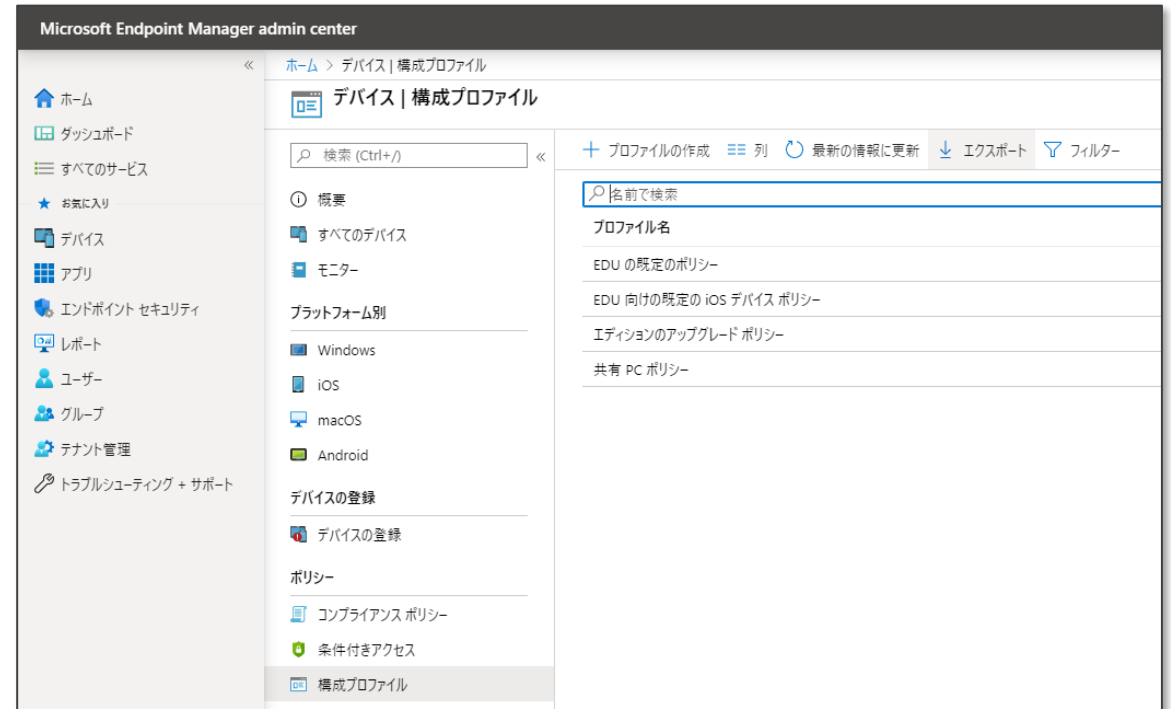 Microsoft Endpoint Manager admin center
«
ホーム > デバイス | 構成プロファイル
デバイス | 構成プロファイル
ホーム
ダッシュボード
すべてのサービス
お気に入り
デバイス
アプリ
エンドポイント セキュリティ
レポート
ユーザー
グループ
テナント管理
トラブルシューティング + サポート
検索 (Ctrl+/)
«
概要
すべてのデバイス
モニター
プラットフォーム別
Windows
iOS
macOS
Android
デバイスの登録
デバイスの登録
ポリシー
コンプライアンス ポリシー
条件付きアクセス
構成プロファイル
プロファイルの作成 列 最新の情報に更新 エクスポート フィルター
名前で検索
プロファイル名
EDU の既定のポリシー
EDU 向けの既定の iOS デバイス ポリシー
エディションのアップグレード ポリシー
共有 PC ポリシー